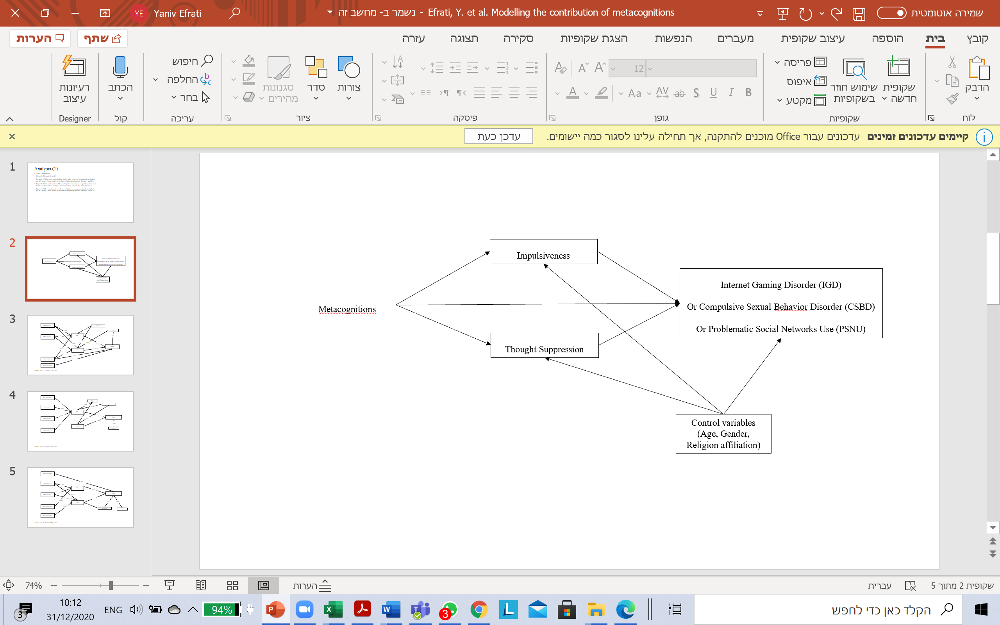 Yaniv Efrati
YE
Efrati, Y. et al. Modelling the contribution of metacognitions - נשמר ב- מחשב זה
שמירה אוטומטית
קובץ
בית
הוספה
עיצוב שקופית
מעברים
הנפשות
הצגת שקופיות
סקירה
תצוגה
עזרה
שתף
הערות
הדבק
לוח
שקופית חדשה
שימוש חוזר בשקופיות
פריסה
איפוס
מקטע
שקופיות
12
גופן
פיסקה
צורות
סדר
סגנונות מהירים
ציור
חיפוש
החלפה
בחר
עריכה
הכתב
קול
רעיונות עיצוב
Designer
קיימים עדכונים זמינים עדכונים עבור Office מוכנים להתקנה, אך תחילה עלינו לסגור כמה יישומים.
עדכן כעת
1
Analysis (1)
2
3
4
5
Impulsiveness
Metacognitions
Internet Gaming Disorder (IGD)
Or Compulsive Sexual Behavior Disorder (CSBD)
Or Problematic Social Networks Use (PSNU)
Thought Suppression
Control variables
(Age, Gender,
Religion affiliation)
שקופית 2 מתוך 5
עברית
הערות
74%
הקלד כאן כדי לחפש
94%
ENG
10:12
31/12/2020
3
3